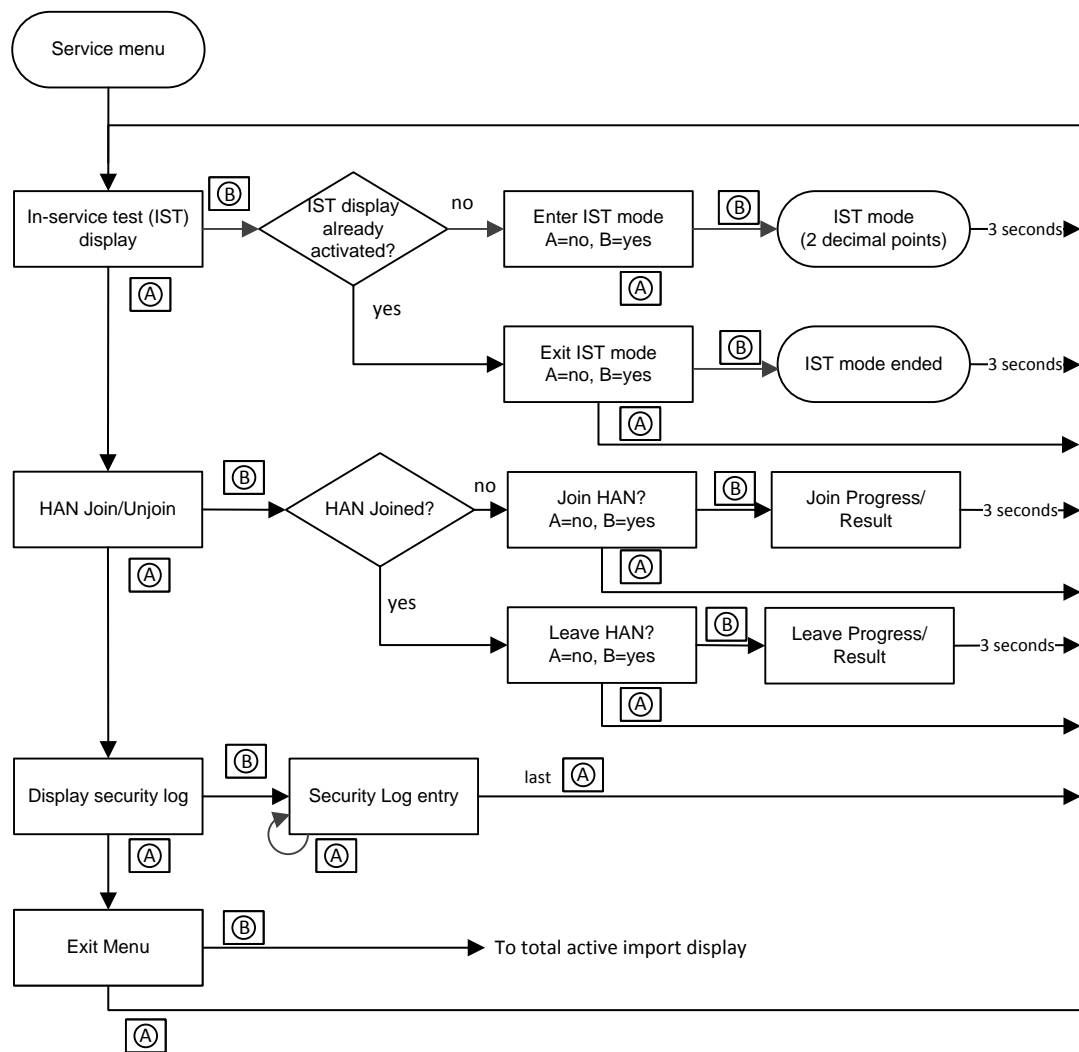 Service menu
In-service test (IST)
display
B
A
IST display
already
activated?
no
yes
Enter IST mode
A=no, B=yes
B
A
IST mode
(2 decimal points)
3 seconds
Exit IST mode
A=no, B=yes
B
A
IST mode ended
3 seconds
HAN Join/Unjoin
B
A
HAN Joined?
no
yes
Join HAN?
A=no, B=yes
B
A
Join Progress/
Result
3 seconds
Leave HAN?
A=no, B=yes
B
A
Leave Progress/
Result
3 seconds
Display security log
B
A
Security Log entry
A
last
A
Exit Menu
B
To total active import display
A